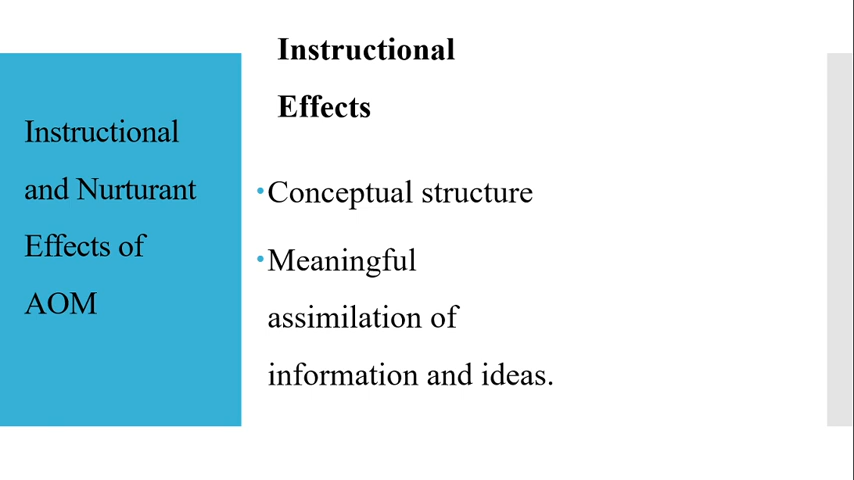 Instructional
and Nurturant
Effects of
AOM
Instructional
Effects
•Conceptual structure
•Meaningful
assimilation of
information and ideas.